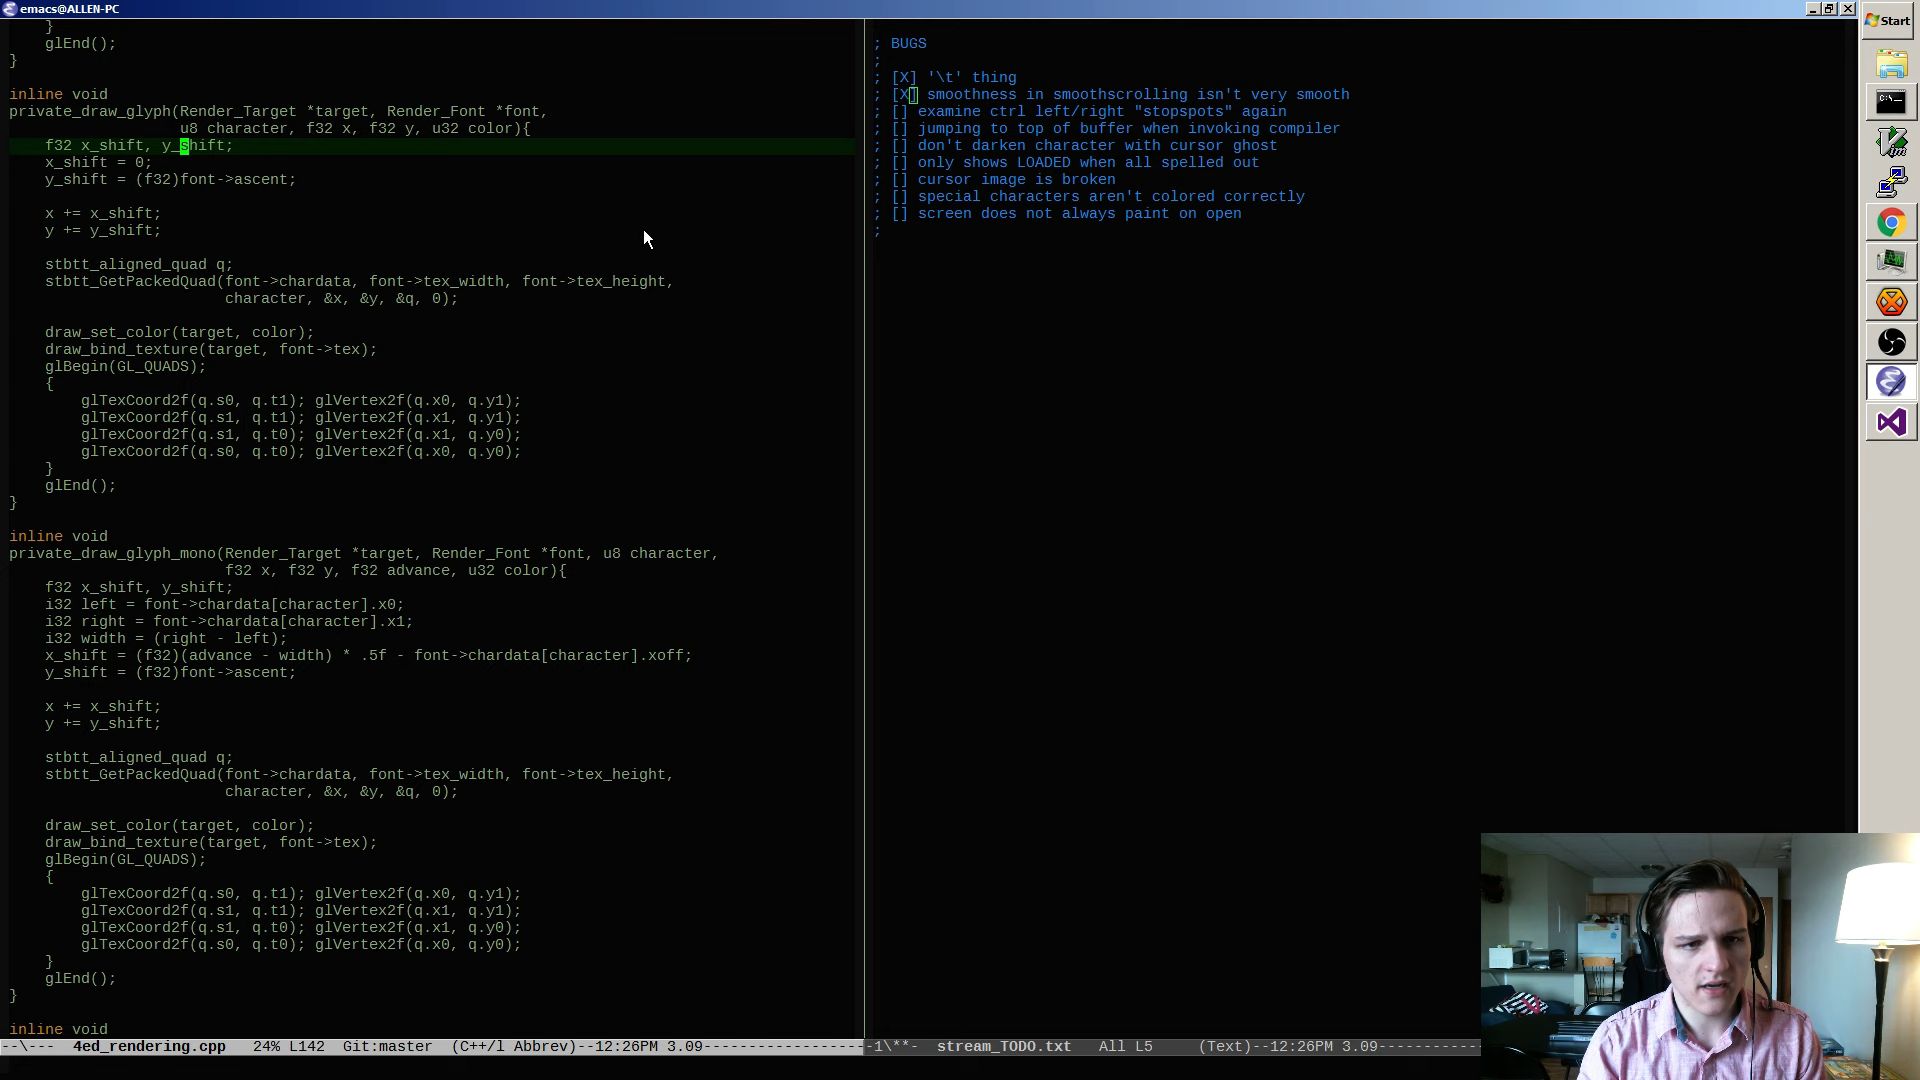 emacs@ALLEN-PC
    }
    glEnd();
}
inline void
private_draw_glyph(Render_Target *target, Render_Font *font,
                   u8 character, f32 x, f32 y, u32 color){
    f32 x_shift, y_shift;
    x_shift = 0;
    y_shift = (f32)font->ascent;
    x += x_shift;
    y += y_shift;
    stbtt_aligned_quad q;
    stbtt_GetPackedQuad(font->chardata, font->tex_width, font->tex_height,
                        character, &x, &y, &q, 0);
    draw_set_color(target, color);
    draw_bind_texture(target, font->tex);
    glBegin(GL_QUADS);
    {
        glTexCoord2f(q.s0, q.t1); glVertex2f(q.x0, q.y1);
        glTexCoord2f(q.s1, q.t1); glVertex2f(q.x1, q.y1);
        glTexCoord2f(q.s1, q.t0); glVertex2f(q.x1, q.y0);
        glTexCoord2f(q.s0, q.t0); glVertex2f(q.x0, q.y0);
    }
    glEnd();
}
inline void
private_draw_glyph_mono(Render_Target *target, Render_Font *font, u8 character,
                        f32 x, f32 y, f32 advance, u32 color){
    f32 x_shift, y_shift;
    i32 left = font->chardata[character].x0;
    i32 right = font->chardata[character].x1;
    i32 width = (right - left);
    x_shift = (f32)(advance - width) * .5f - font->chardata[character].xoff;
    y_shift = (f32)font->ascent;
    x += x_shift;
    y += y_shift;
    stbtt_aligned_quad q;
    stbtt_GetPackedQuad(font->chardata, font->tex_width, font->tex_height,
                        character, &x, &y, &q, 0);
    draw_set_color(target, color);
    draw_bind_texture(target, font->tex);
    glBegin(GL_QUADS);
    {
        glTexCoord2f(q.s0, q.t1); glVertex2f(q.x0, q.y1);
        glTexCoord2f(q.s1, q.t1); glVertex2f(q.x1, q.y1);
        glTexCoord2f(q.s1, q.t0); glVertex2f(q.x1, q.y0);
        glTexCoord2f(q.s0, q.t0); glVertex2f(q.x0, q.y0);
    }
    glEnd();
}
inline void
--\---  4ed_rendering.cpp   24% L142  Git:master  (C++/l Abbrev)--12:26PM 3.09-------------------
; BUGS
;
; [X] '\t' thing
; [X] smoothness in smoothscrolling isn't very smooth
; [] examine ctrl left/right "stopspots" again
; [] jumping to top of buffer when invoking compiler
; [] don't darken character with cursor ghost
; [] only shows LOADED when all spelled out
; [] cursor image is broken
; [] special characters aren't colored correctly
; [] screen does not always paint on open
;
-1\**-  stream_TODO.txt   All L5     (Text)--12:26PM 3.09-----------
Start
C:\_
Vim